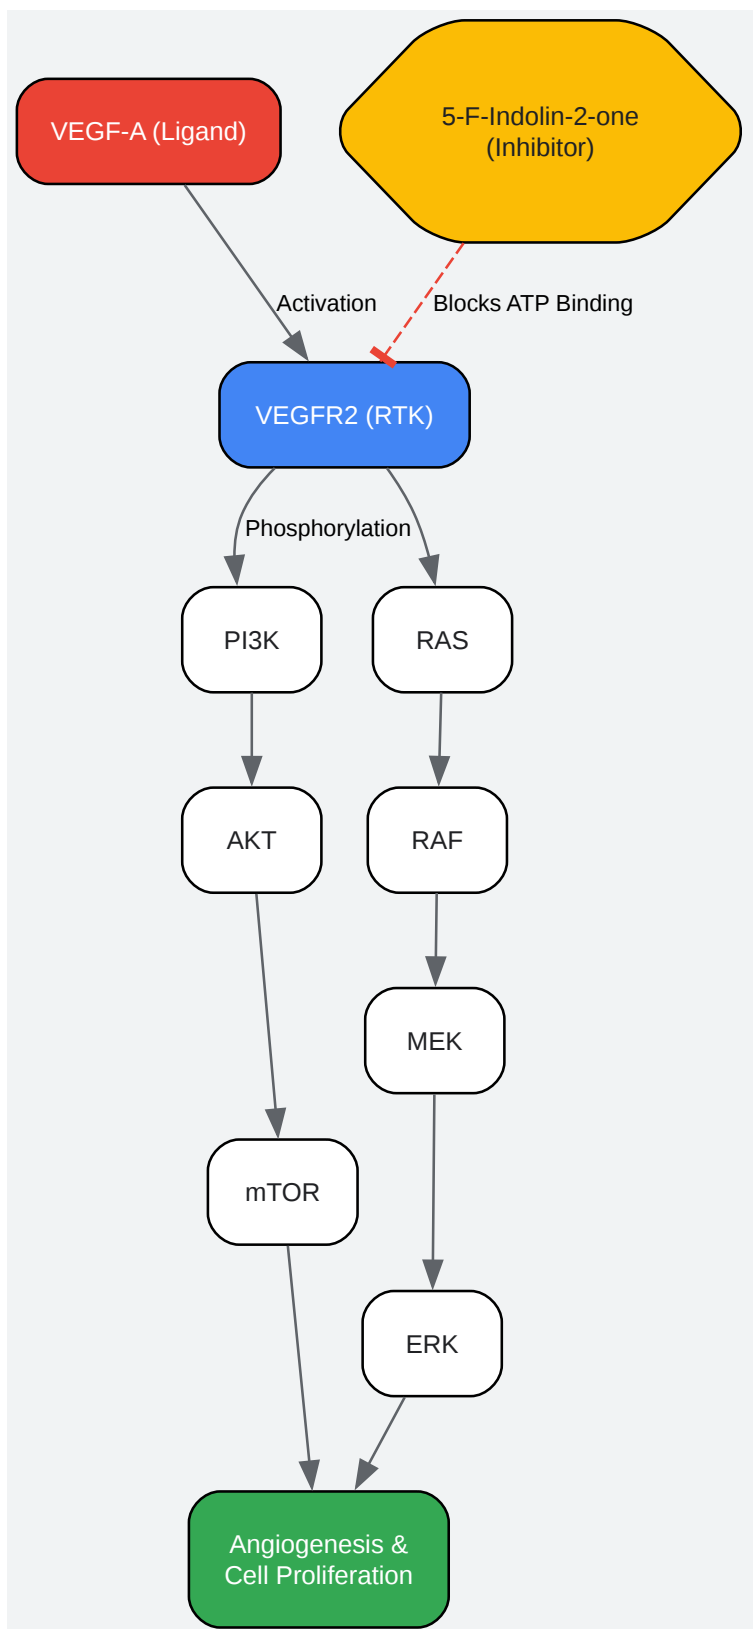 VEGF-A (Ligand)
5-F-Indolin-2-one
(Inhibitor)
Activation
Blocks ATP Binding
VEGFR2 (RTK)
Phosphorylation
PI3K
RAS
AKT
RAF
MEK
mTOR
ERK
Angiogenesis &
Cell Proliferation